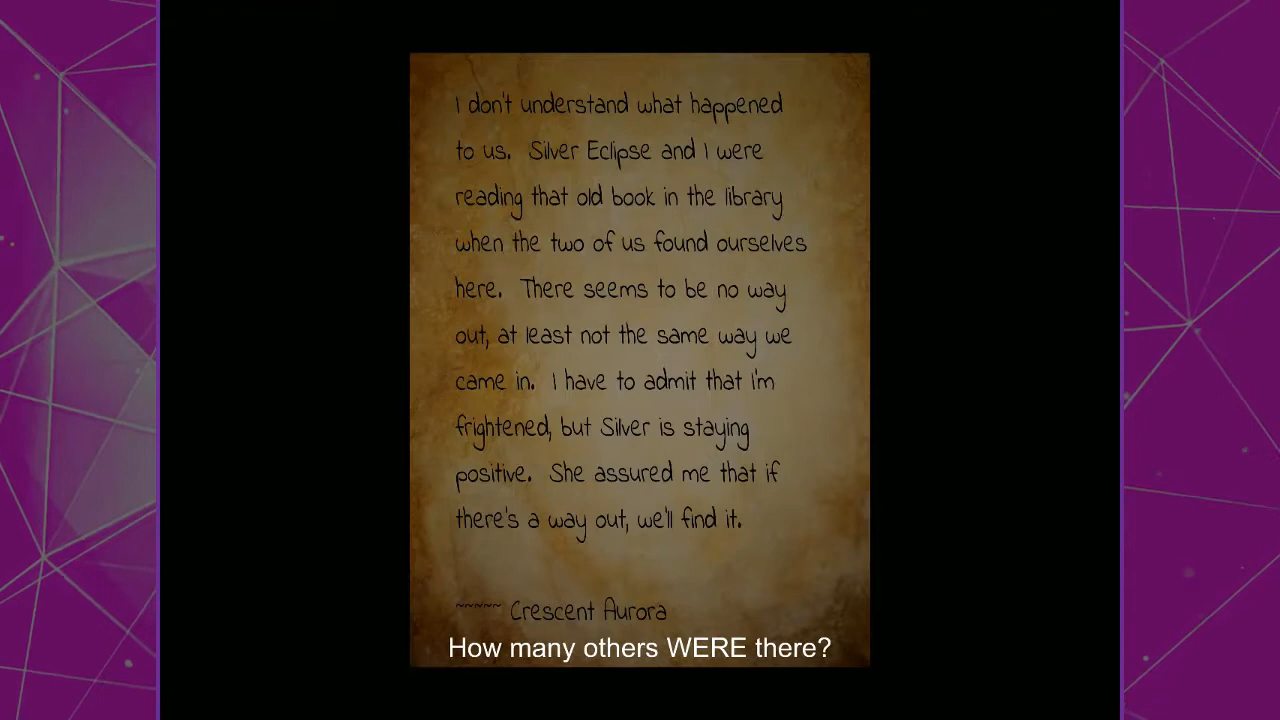 I don't understand what happened
to us.  Silver Eclipse and I were
reading that old book in the library
when the two of us found ourselves
here.  There seems to be no way
out, at least not the same way we
came in.  I have to admit that I'm
frightened, but Silver is staying
positive.  She assured me that if
there's a way out, we'll find it.
~~~~~ Crescent Aurora
How many others WERE there?